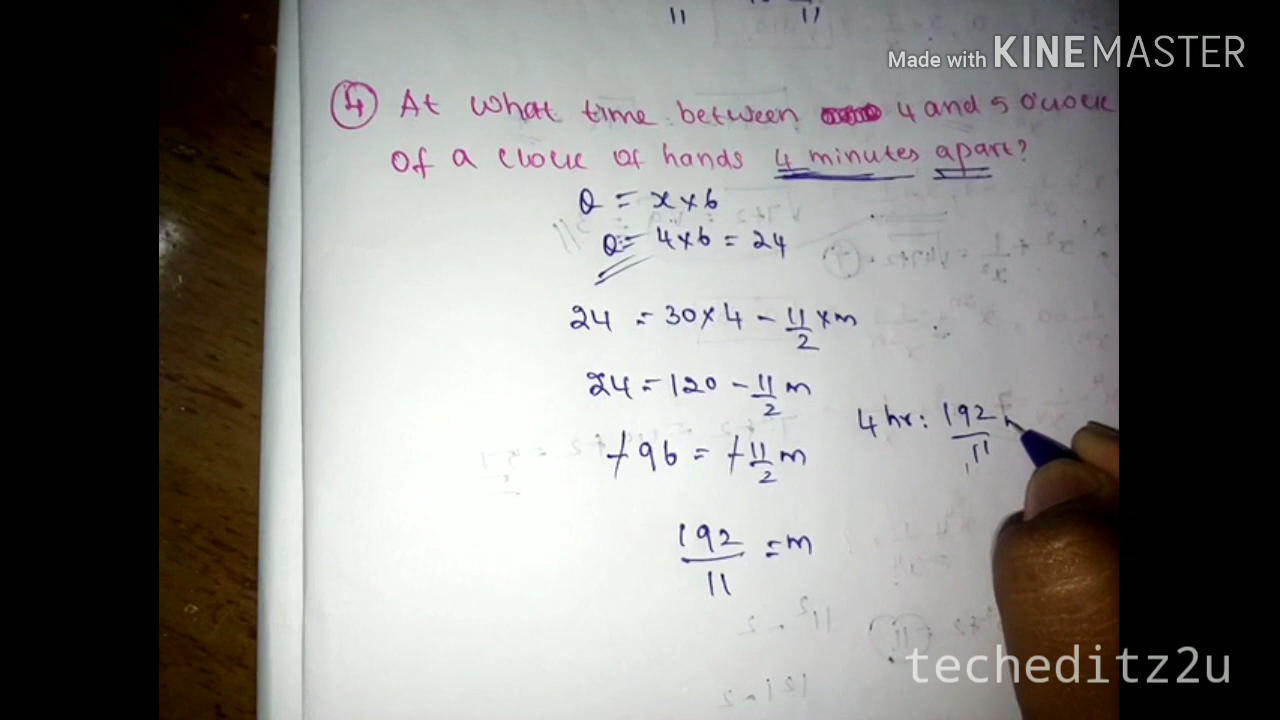 11 11
Made with KINEMASTER
④ At what time between 4 and 5 O'clock
Of a clock of hands 4 minutes apart?
Q = x × 6
Q = 4×6 = 24
24 = 30×4 - 11/2 × m
24 = 120 - 11/2 m
4 hr: 192/11
-96 = -11/2 m
192/11 = m
techeditz2u